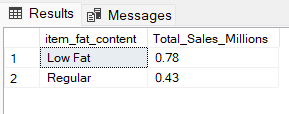 Results Messages
item_fat_content Total_Sales_Millions
1 Low Fat 0.78
2 Regular 0.43